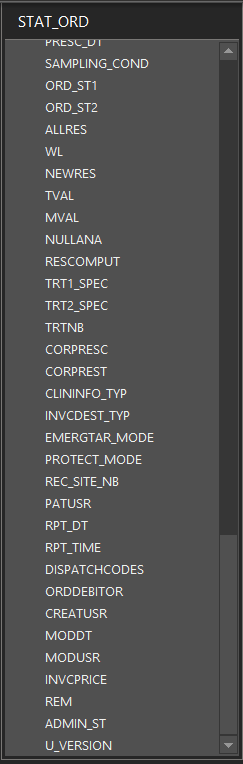 STAT_ORD
PRESC_DT
SAMPLING_COND
ORD_ST1
ORD_ST2
ALLRES
WL
NEWRES
TVAL
MVAL
NULLANA
RESCOMPUT
TRT1_SPEC
TRT2_SPEC
TRTNB
CORPRESC
CORPREST
CLININFO_TYP
INVCDEST_TYP
EMERGTAR_MODE
PROTECT_MODE
REC_SITE_NB
PATUSR
RPT_DT
RPT_TIME
DISPATCHCODES
ORDDEBITOR
CREATUSR
MODDT
MODUSR
INVCPRICE
REM
ADMIN_ST
U_VERSION